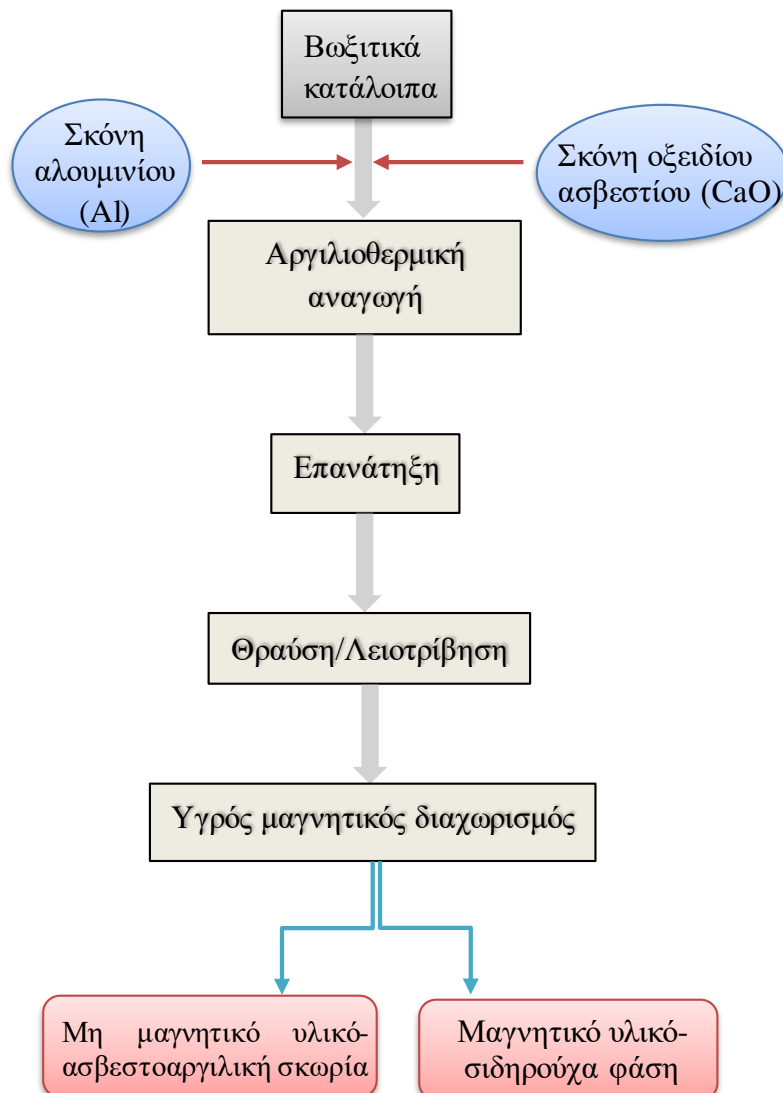 Βωξιτικά
κατάλοιπα
Σκόνη
αλουμινίου
(Al)
Σκόνη οξειδίου
ασβεστίου (CaO)
Αργιλιοθερμική
αναγωγή
Επανάτηξη
Θραύση/Λειοτρίβηση
Υγρός μαγνητικός διαχωρισμός
Μη μαγνητικό υλικό-
ασβεστοαργιλική σκωρία
Μαγνητικό υλικό-
σιδηρούχα φάση